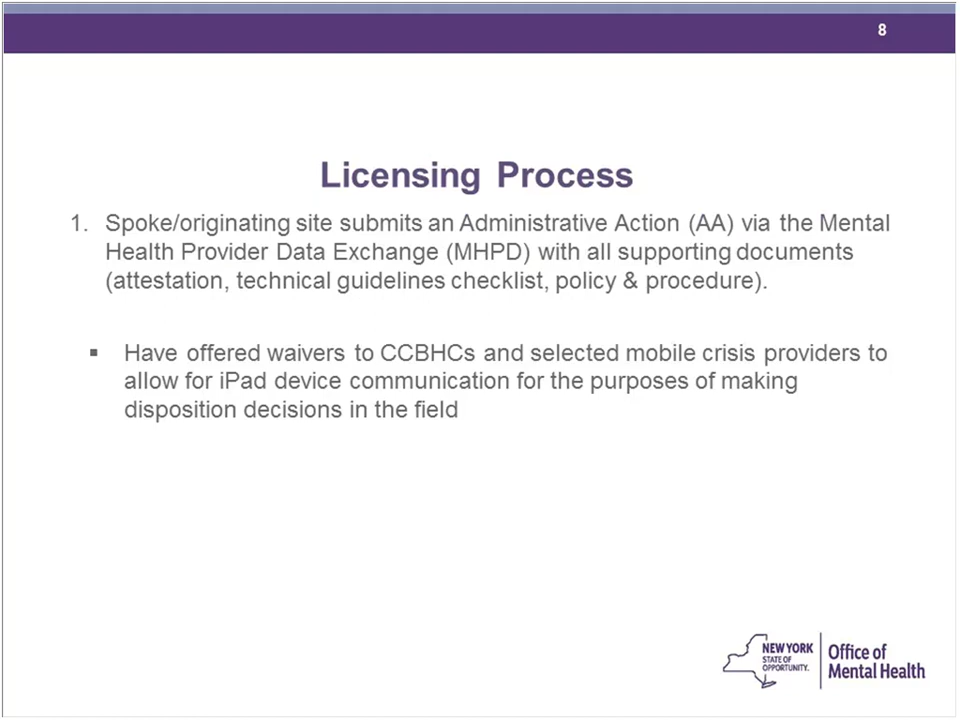 8
Licensing Process
1. Spoke/originating site submits an Administrative Action (AA) via the Mental
Health Provider Data Exchange (MHPD) with all supporting documents
(attestation, technical guidelines checklist, policy & procedure).
▪ Have offered waivers to CCBHCs and selected mobile crisis providers to
allow for iPad device communication for the purposes of making
disposition decisions in the field
NEW YORK
STATE OF
OPPORTUNITY.
Office of
Mental Health